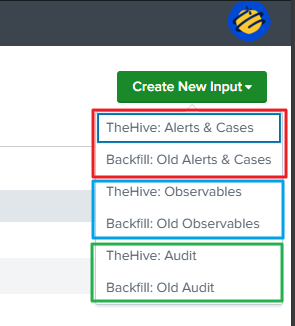 Create New Input
TheHive: Alerts & Cases
Backfill: Old Alerts & Cases
TheHive: Observables
Backfill: Old Observables
TheHive: Audit
Backfill: Old Audit